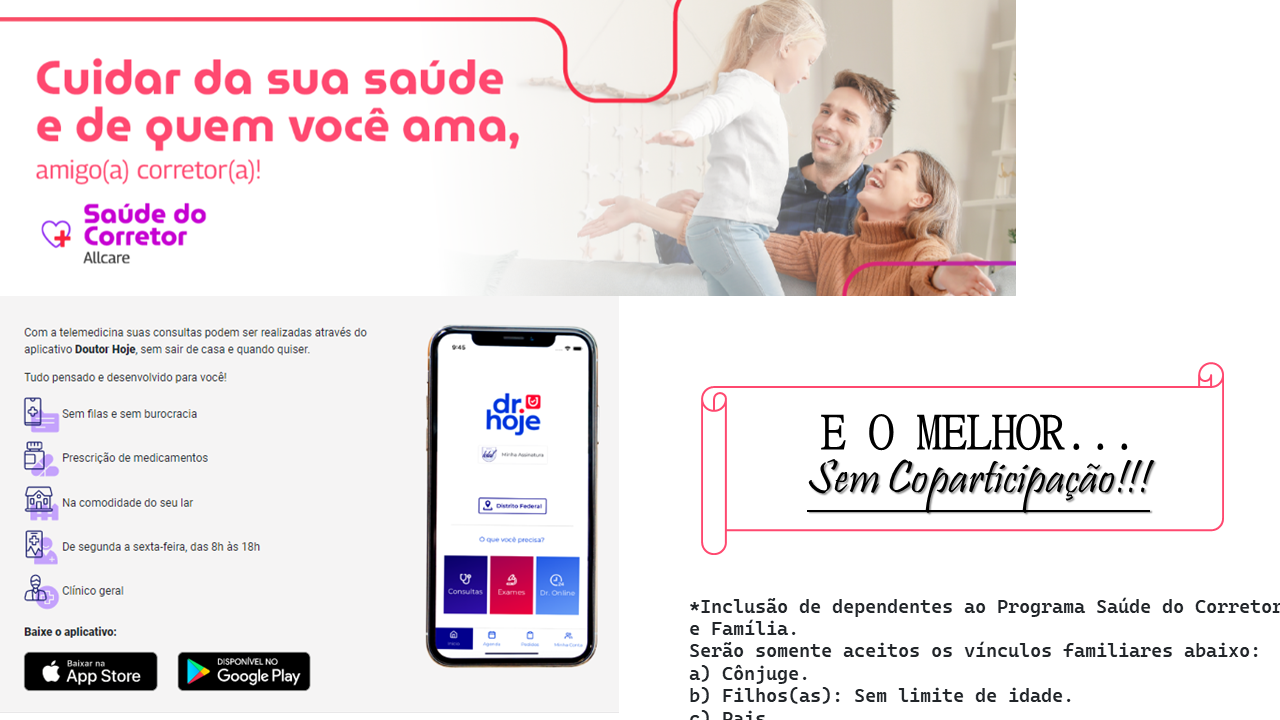 Cuidar da sua saúde
e de quem você ama,
amigo(a) corretor(a)!
Saúde do
Corretor
Allcare
Com a telemedicina suas consultas podem ser realizadas através do
aplicativo Doutor Hoje, sem sair de casa e quando quiser.
Tudo pensado e desenvolvido para você!
Sem filas e sem burocracia
Prescrição de medicamentos
Na comodidade do seu lar
De segunda a sexta-feira, das 8h às 18h
Clínico geral
Baixe o aplicativo:
Baixar na
App Store
DISPONÍVEL NO
Google Play
9:45
dr.
hoje
Minha Assinatura
Distrito Federal
O que você precisa?
Consultas
Exames
Dr. Online
Início
Agenda
Pedidos
Minha Conta
E O MELHOR...
Sem Coparticipação!!!
*Inclusão de dependentes ao Programa Saúde do Corretor
e Família.
Serão somente aceitos os vínculos familiares abaixo:
a) Cônjuge.
b) Filhos(as): Sem limite de idade.
c) Pais